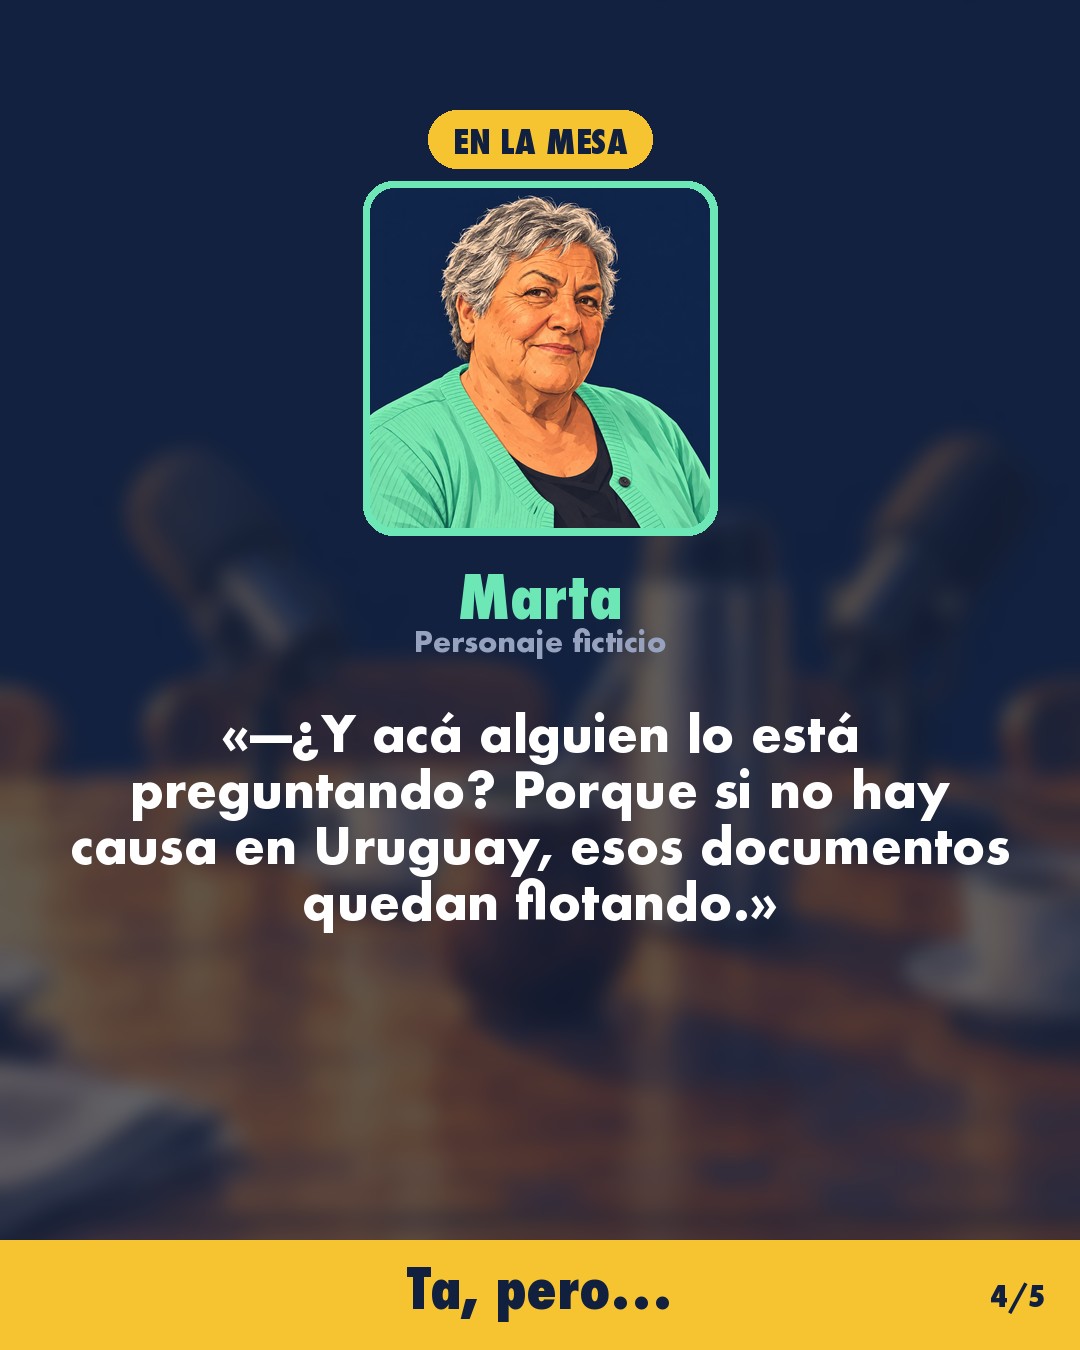 EN LA MESA
Marta
Personaje ficticio
«—¿Y acá alguien lo está
preguntando? Porque si no hay
causa en Uruguay, esos documentos
quedan flotando.»
Ta, pero...
4/5